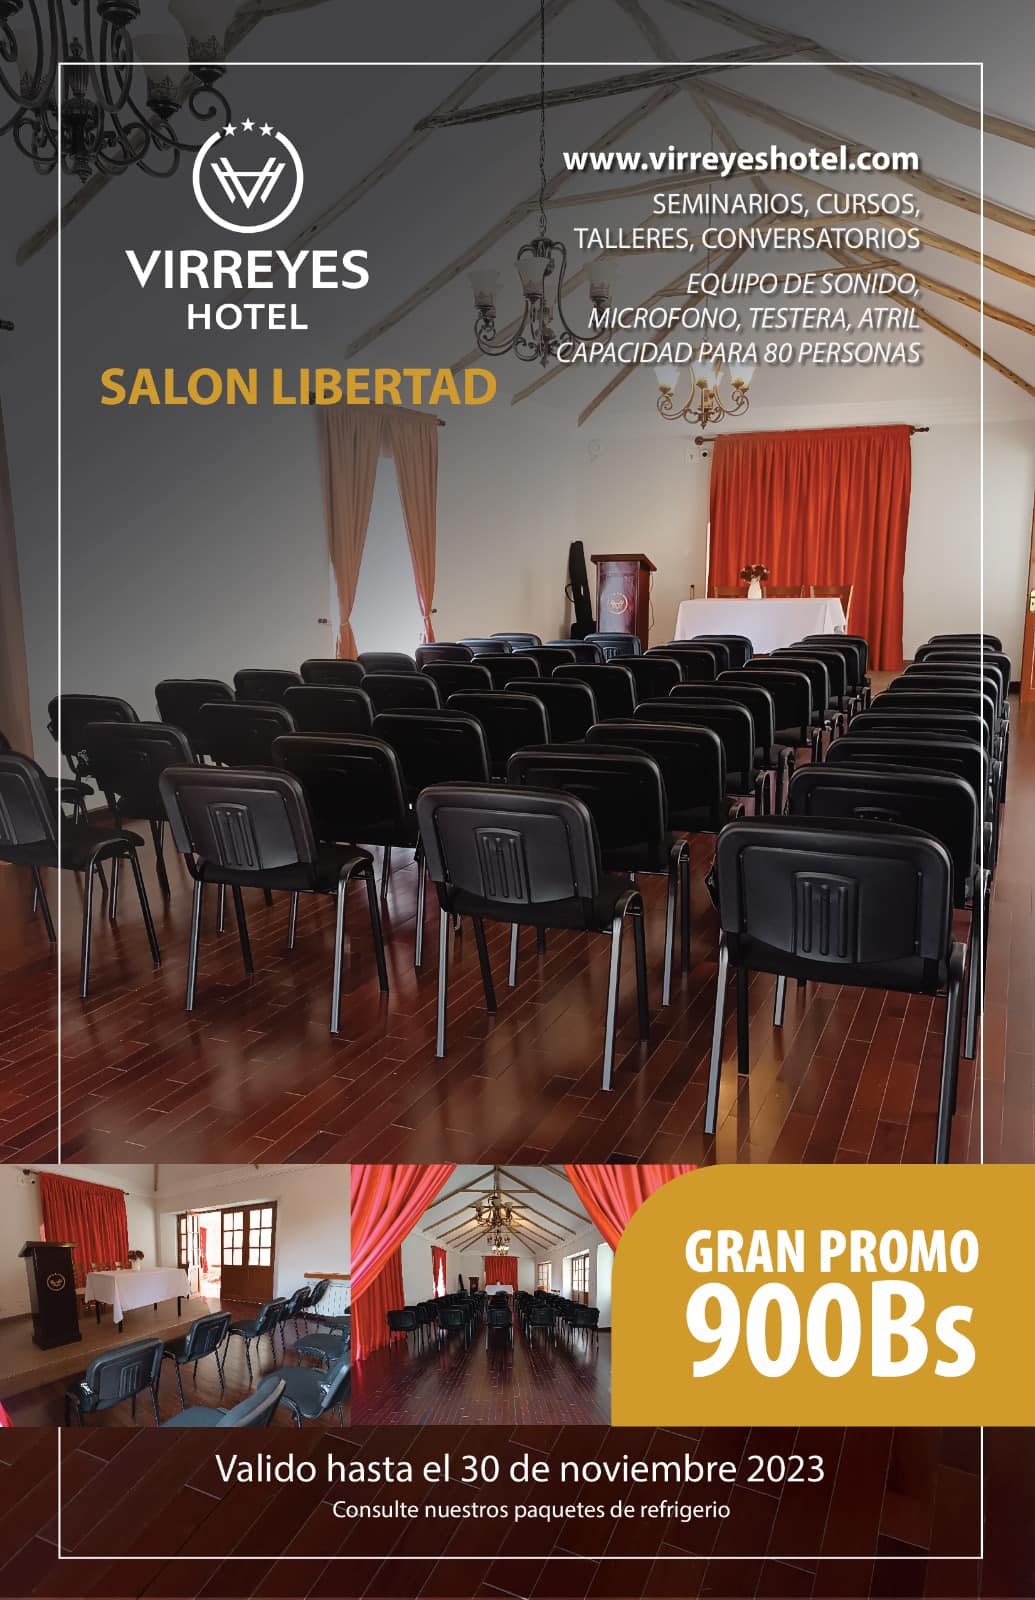 VIRREYES
HOTEL
SALON LIBERTAD
www.virreyeshotel.com
SEMINARIOS, CURSOS,
TALLERES, CONVERSATORIOS
EQUIPO DE SONIDO,
MICROFONO, TESTERA, ATRIL
CAPACIDAD PARA 80 PERSONAS
GRAN PROMO
900Bs
Valido hasta el 30 de noviembre 2023
Consulte nuestros paquetes de refrigerio